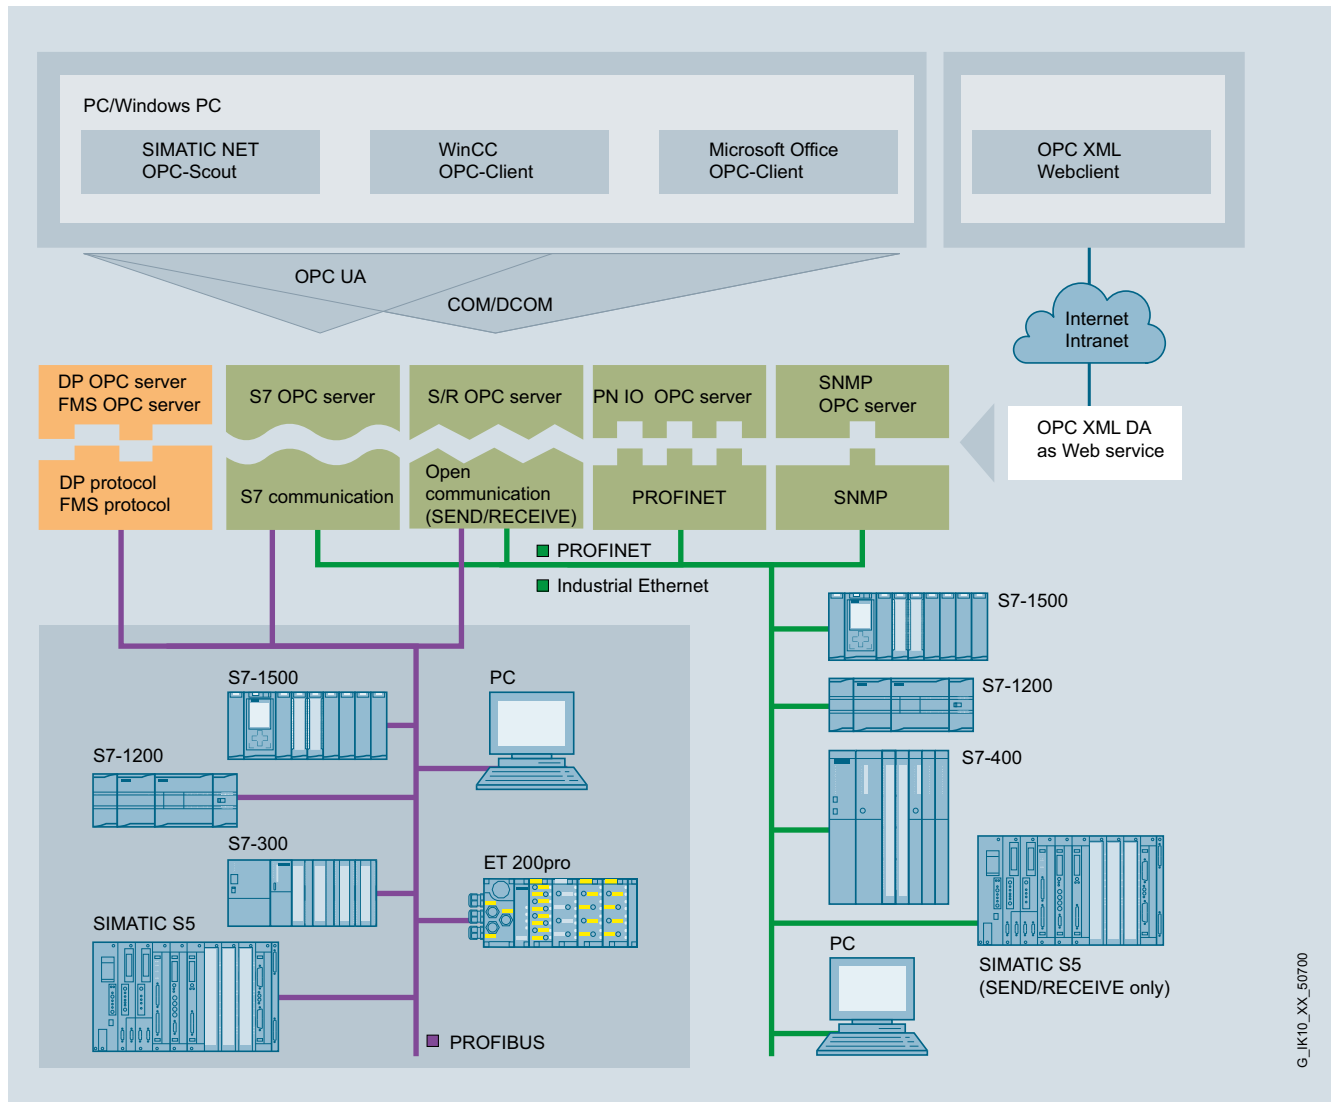 PC/Windows PC
SIMATIC NET
OPC-Scout
WinCC
OPC-Client
Microsoft Office
OPC-Client
OPC XML
Webclient
OPC UA
COM/DCOM
Internet
Intranet
DP OPC server
FMS OPC server
S7 OPC server
S/R OPC server
PN IO OPC server
SNMP
OPC server
OPC XML DA
as Web service
DP protocol
FMS protocol
S7 communication
Open
communication
(SEND/RECEIVE)
PROFINET
SNMP
PROFINET
Industrial Ethernet
S7-1500
S7-1200
S7-400
SIMATIC S5
(SEND/RECEIVE only)
PC
S7-1500
PC
S7-1200
S7-300
ET 200pro
SIMATIC S5
PROFIBUS
G_IK10_XX_50700